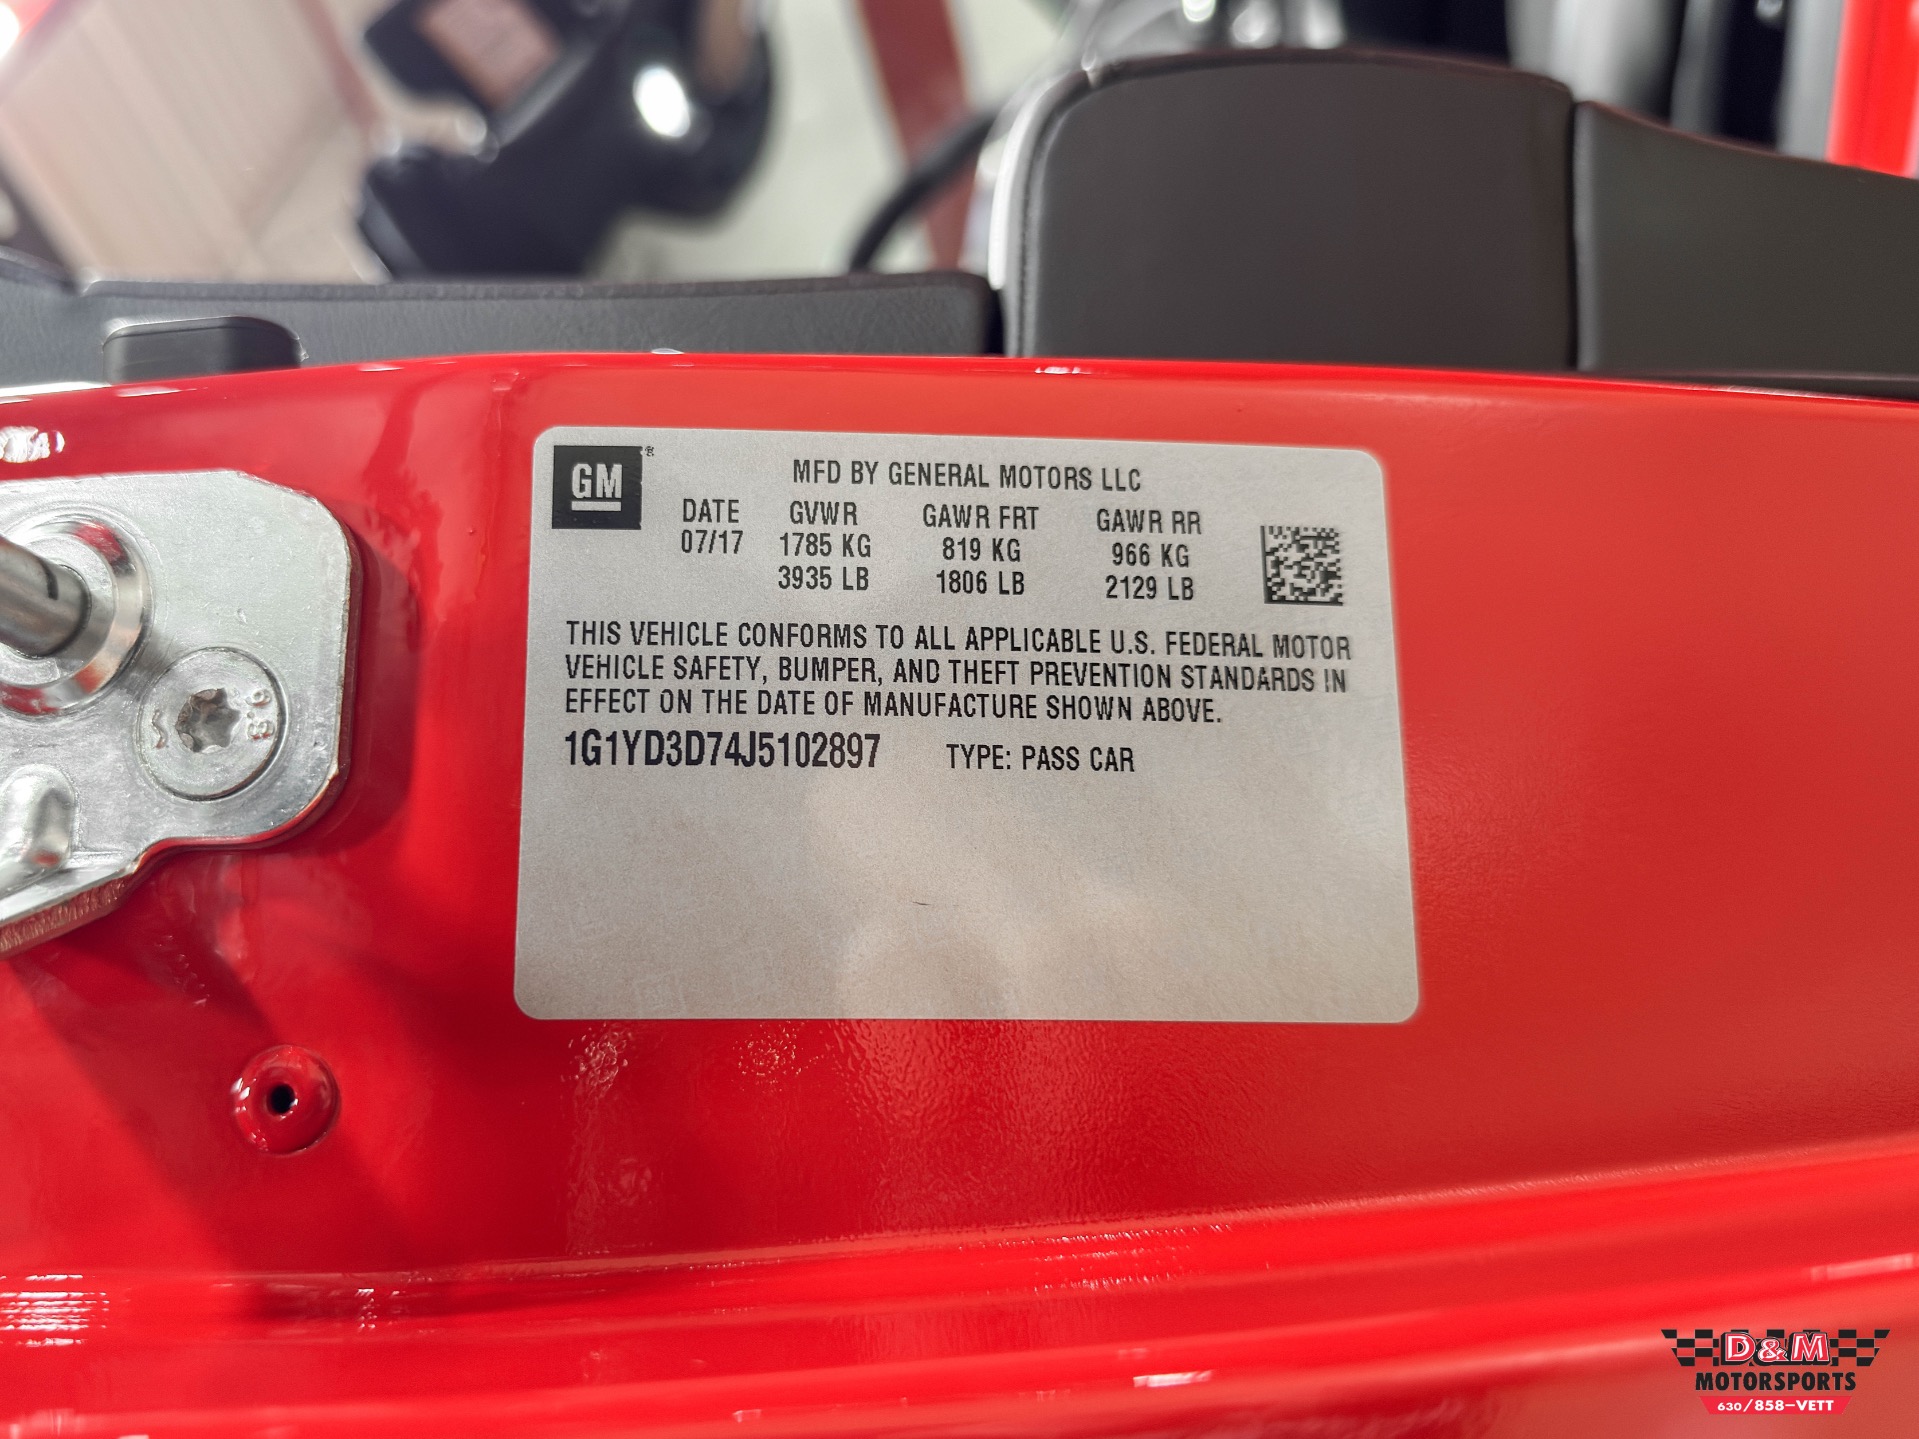 GM®
MFD BY GENERAL MOTORS LLC
DATE GVWR GAWR FRT GAWR RR
07/17 1785 KG 819 KG 966 KG
3935 LB 1806 LB 2129 LB
THIS VEHICLE CONFORMS TO ALL APPLICABLE U.S. FEDERAL MOTOR
VEHICLE SAFETY, BUMPER, AND THEFT PREVENTION STANDARDS IN
EFFECT ON THE DATE OF MANUFACTURE SHOWN ABOVE.
1G1YD3D74J5102897 TYPE: PASS CAR
9.8
D&M
MOTORSPORTS
630/858-VETT